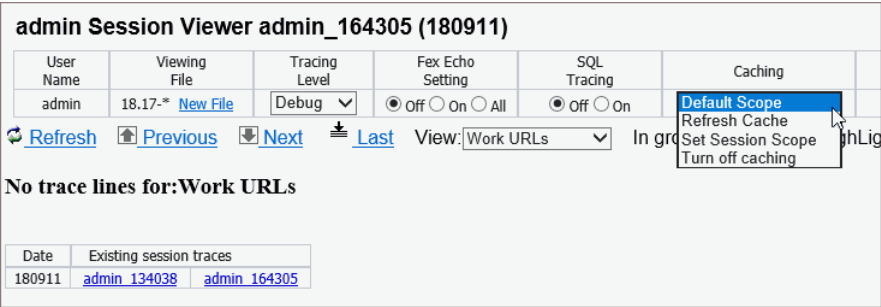 admin Session Viewer admin_164305 (180911)
User Name Viewing File Tracing Level Fex Echo Setting SQL Tracing Caching
admin 18.17-* New File Debug Off On All Off On Default Scope
Refresh Cache
Set Session Scope
Turn off caching
Refresh Previous Next Last View: Work URLs In gro hLig
No trace lines for:Work URLs
Date Existing session traces
180911 admin_134038 admin_164305